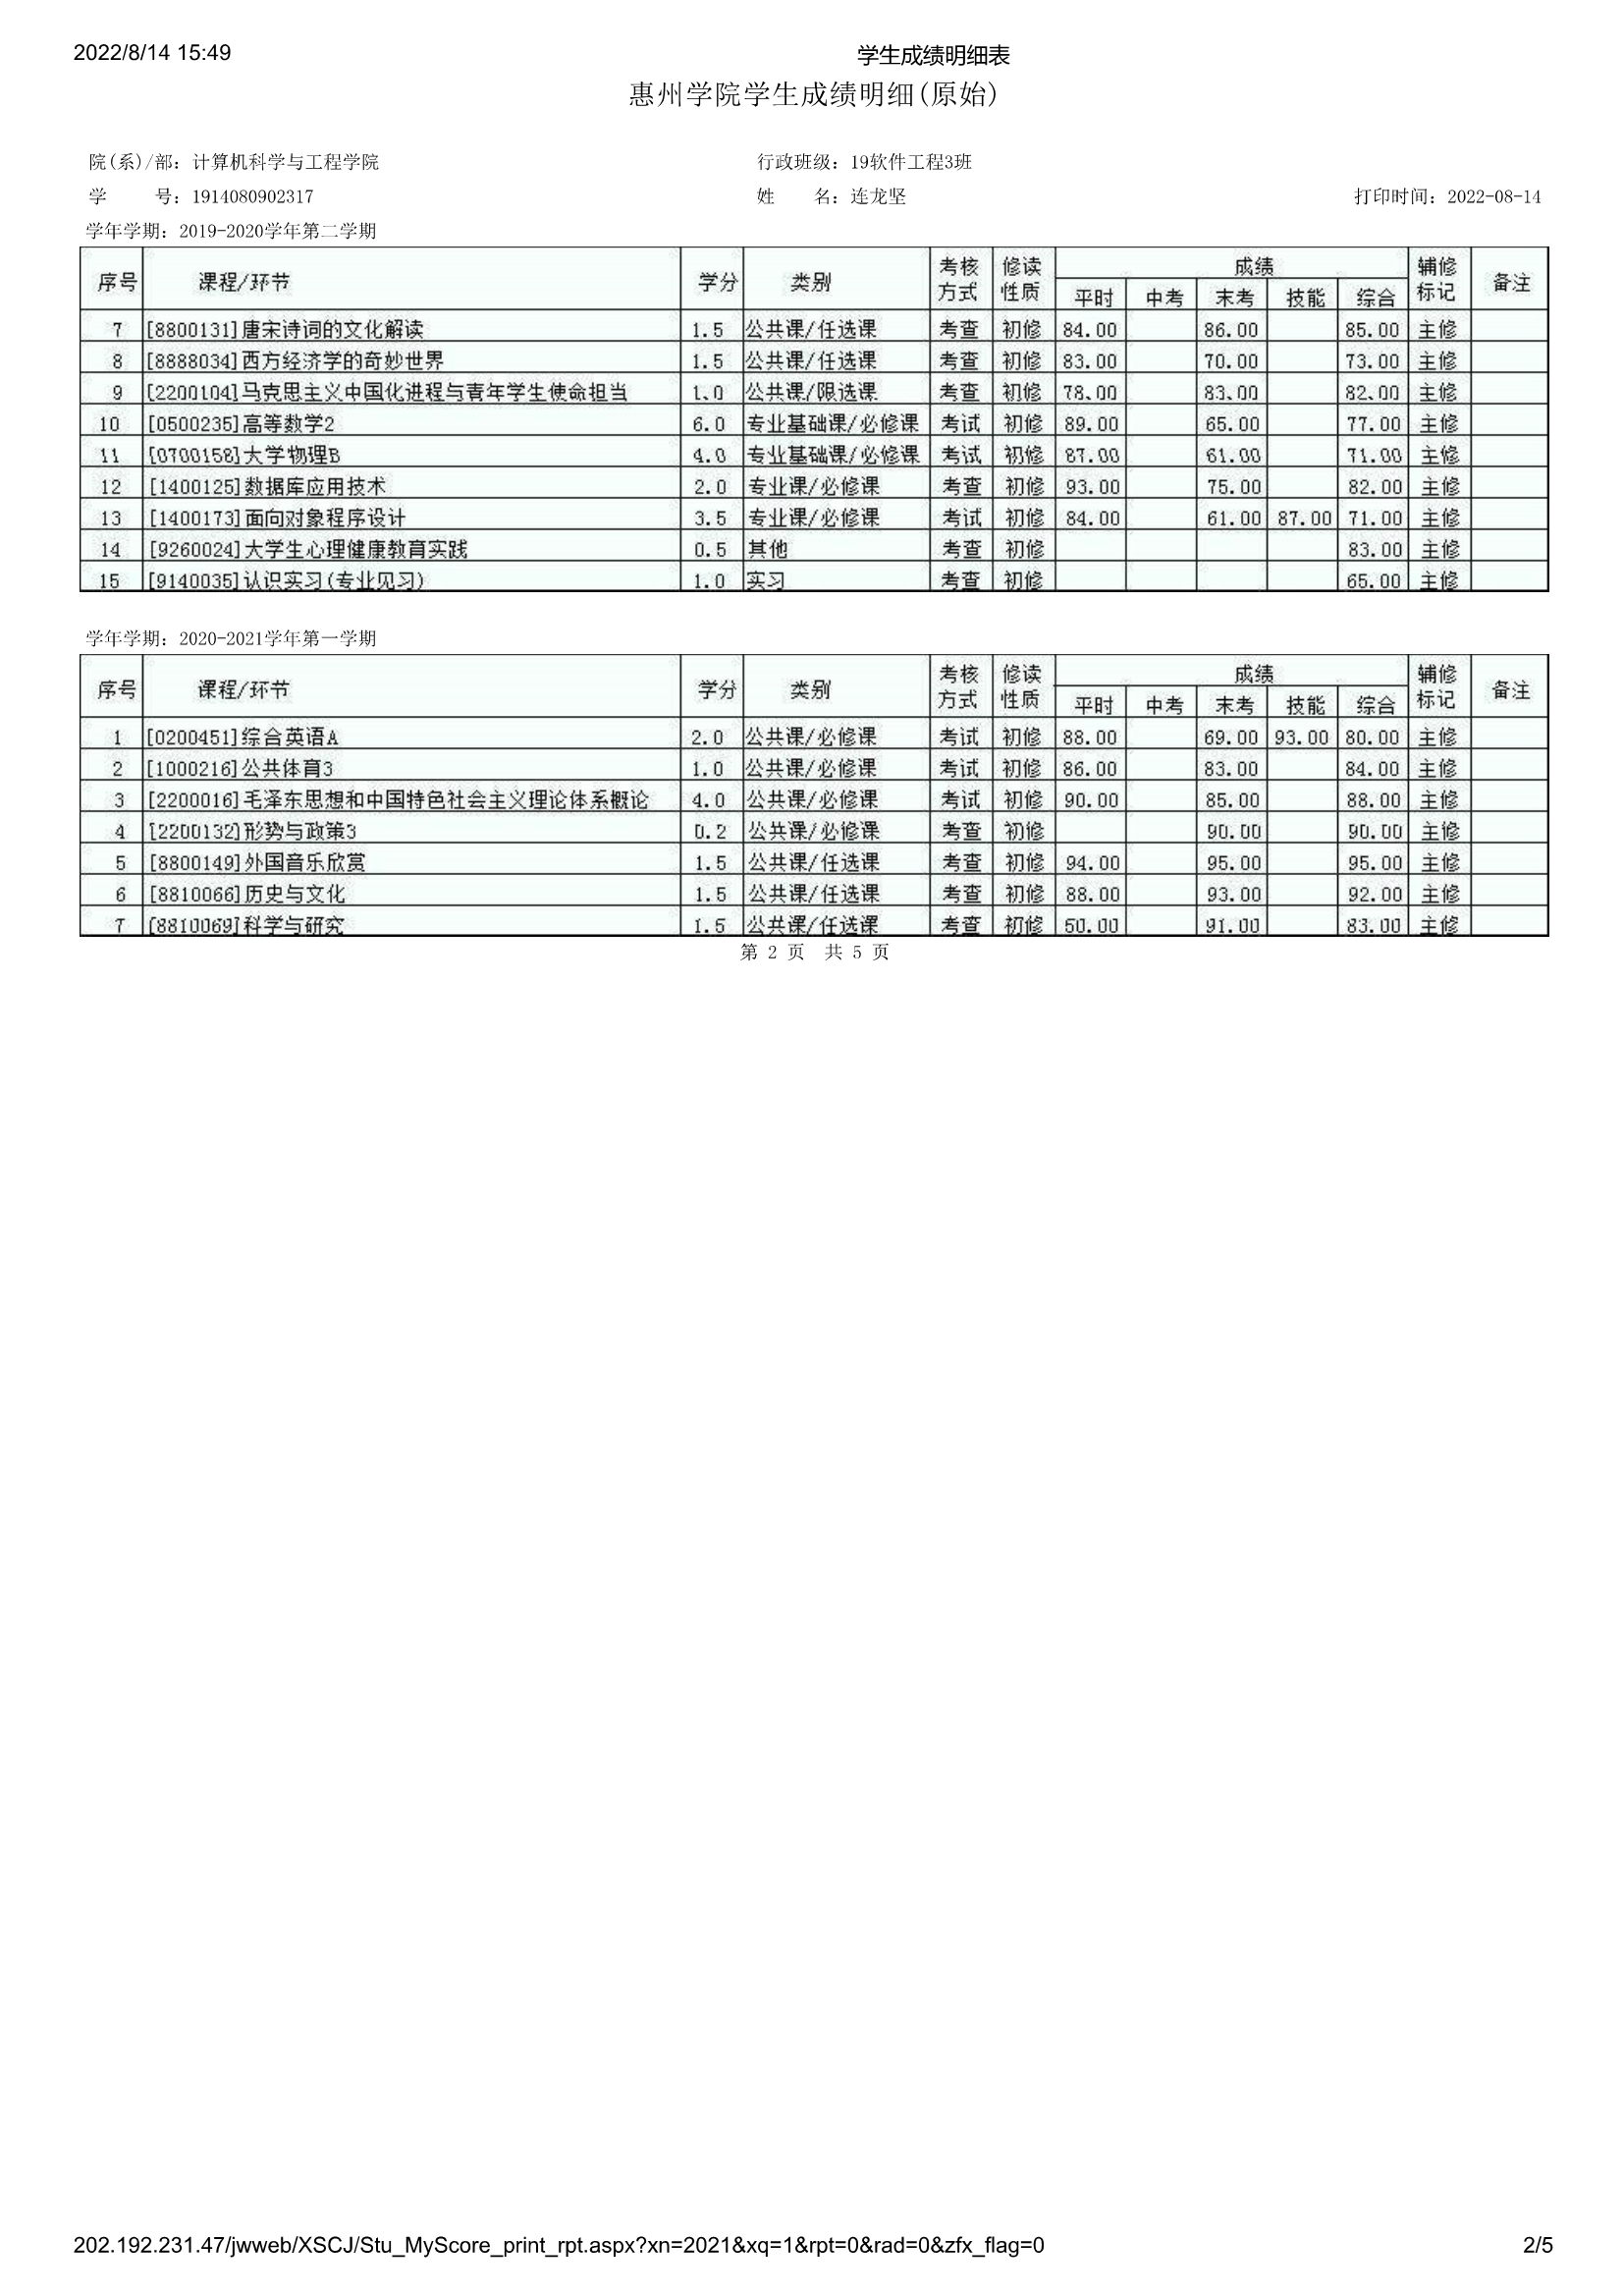 2022/8/14 15:49 学生成绩明细表
惠州学院学生成绩明细(原始)
院(系)/部：计算机科学与工程学院 行政班级：19软件工程3班
学 号：1914080902317 姓 名：连龙坚 打印时间：2022-08-14
学年学期：2019-2020学年第二学期
序号 课程/环节 学分 类别 考核方式 修读性质 成绩 辅修标记 备注
平时 中考 末考 技能 综合
7 [8800131]唐宋诗词的文化解读 1.5 公共课/任选课 考查 初修 84.00 86.00 85.00 主修
8 [8888034]西方经济学的奇妙世界 1.5 公共课/任选课 考查 初修 83.00 70.00 73.00 主修
9 [2200104]马克思主义中国化进程与青年学生使命担当 1.0 公共课/限选课 考查 初修 78.00 83.00 82.00 主修
10 [0500235]高等数学2 6.0 专业基础课/必修课 考试 初修 89.00 65.00 77.00 主修
11 [0700158]大学物理B 4.0 专业基础课/必修课 考试 初修 87.00 61.00 71.00 主修
12 [1400125]数据库应用技术 2.0 专业课/必修课 考查 初修 93.00 75.00 82.00 主修
13 [1400173]面向对象程序设计 3.5 专业课/必修课 考试 初修 84.00 61.00 87.00 71.00 主修
14 [9260024]大学生心理健康教育实践 0.5 其他 考查 初修 83.00 主修
15 [9140035]认识实习(专业见习) 1.0 实习 考查 初修 65.00 主修
学年学期：2020-2021学年第一学期
序号 课程/环节 学分 类别 考核方式 修读性质 成绩 辅修标记 备注
平时 中考 末考 技能 综合
1 [0200451]综合英语A 2.0 公共课/必修课 考试 初修 88.00 69.00 93.00 80.00 主修
2 [1000216]公共体育3 1.0 公共课/必修课 考试 初修 86.00 83.00 84.00 主修
3 [2200016]毛泽东思想和中国特色社会主义理论体系概论 4.0 公共课/必修课 考试 初修 90.00 85.00 88.00 主修
4 [2200132]形势与政策3 0.2 公共课/必修课 考查 初修 90.00 90.00 主修
5 [8800149]外国音乐欣赏 1.5 公共课/任选课 考查 初修 94.00 95.00 95.00 主修
6 [8810066]历史与文化 1.5 公共课/任选课 考查 初修 88.00 93.00 92.00 主修
7 [8810069]科学与研究 1.5 公共课/任选课 考查 初修 50.00 91.00 83.00 主修
第 2 页 共 5 页
202.192.231.47/jwweb/XSCJ/Stu_MyScore_print_rpt.aspx?xn=2021&xq=1&rpt=0&rad=0&zfx_flag=0 2/5